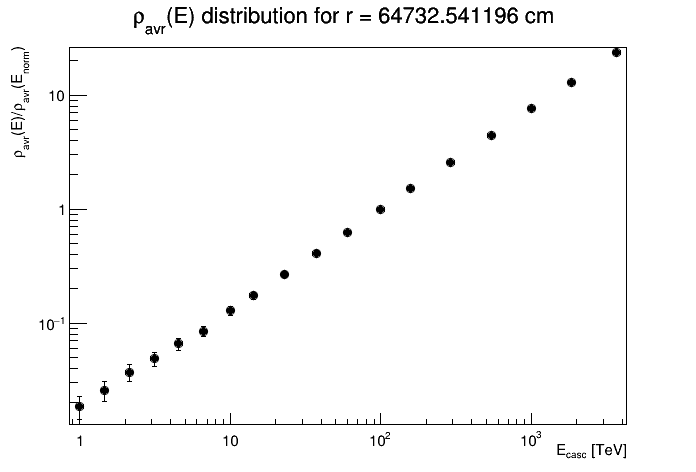 ρavr(E) distribution for r = 64732.541196 cm
ρavr(E)/ρavr(Enorm)
10
1
10⁻¹
1 10 10² 10³
Ecasc [TeV]